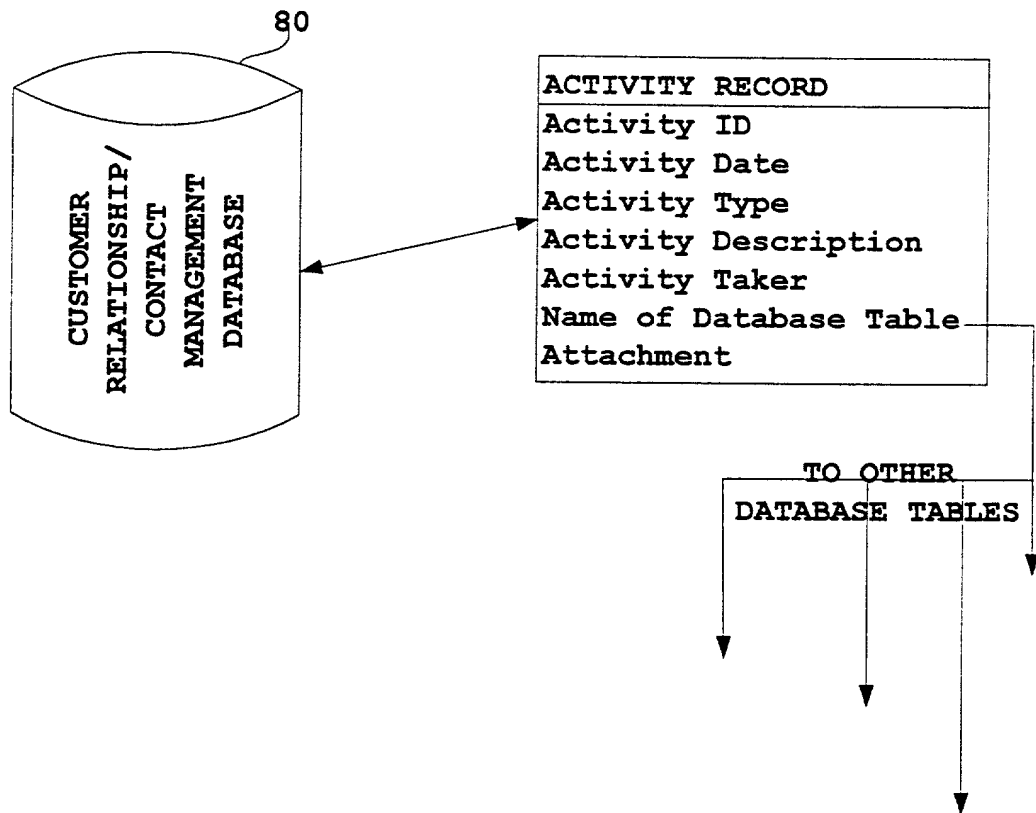 80
CUSTOMER
RELATIONSHIP/
CONTACT
MANAGEMENT
DATABASE
ACTIVITY RECORD
Activity ID
Activity Date
Activity Type
Activity Description
Activity Taker
Name of Database Table
Attachment
TO OTHER
DATABASE TABLES